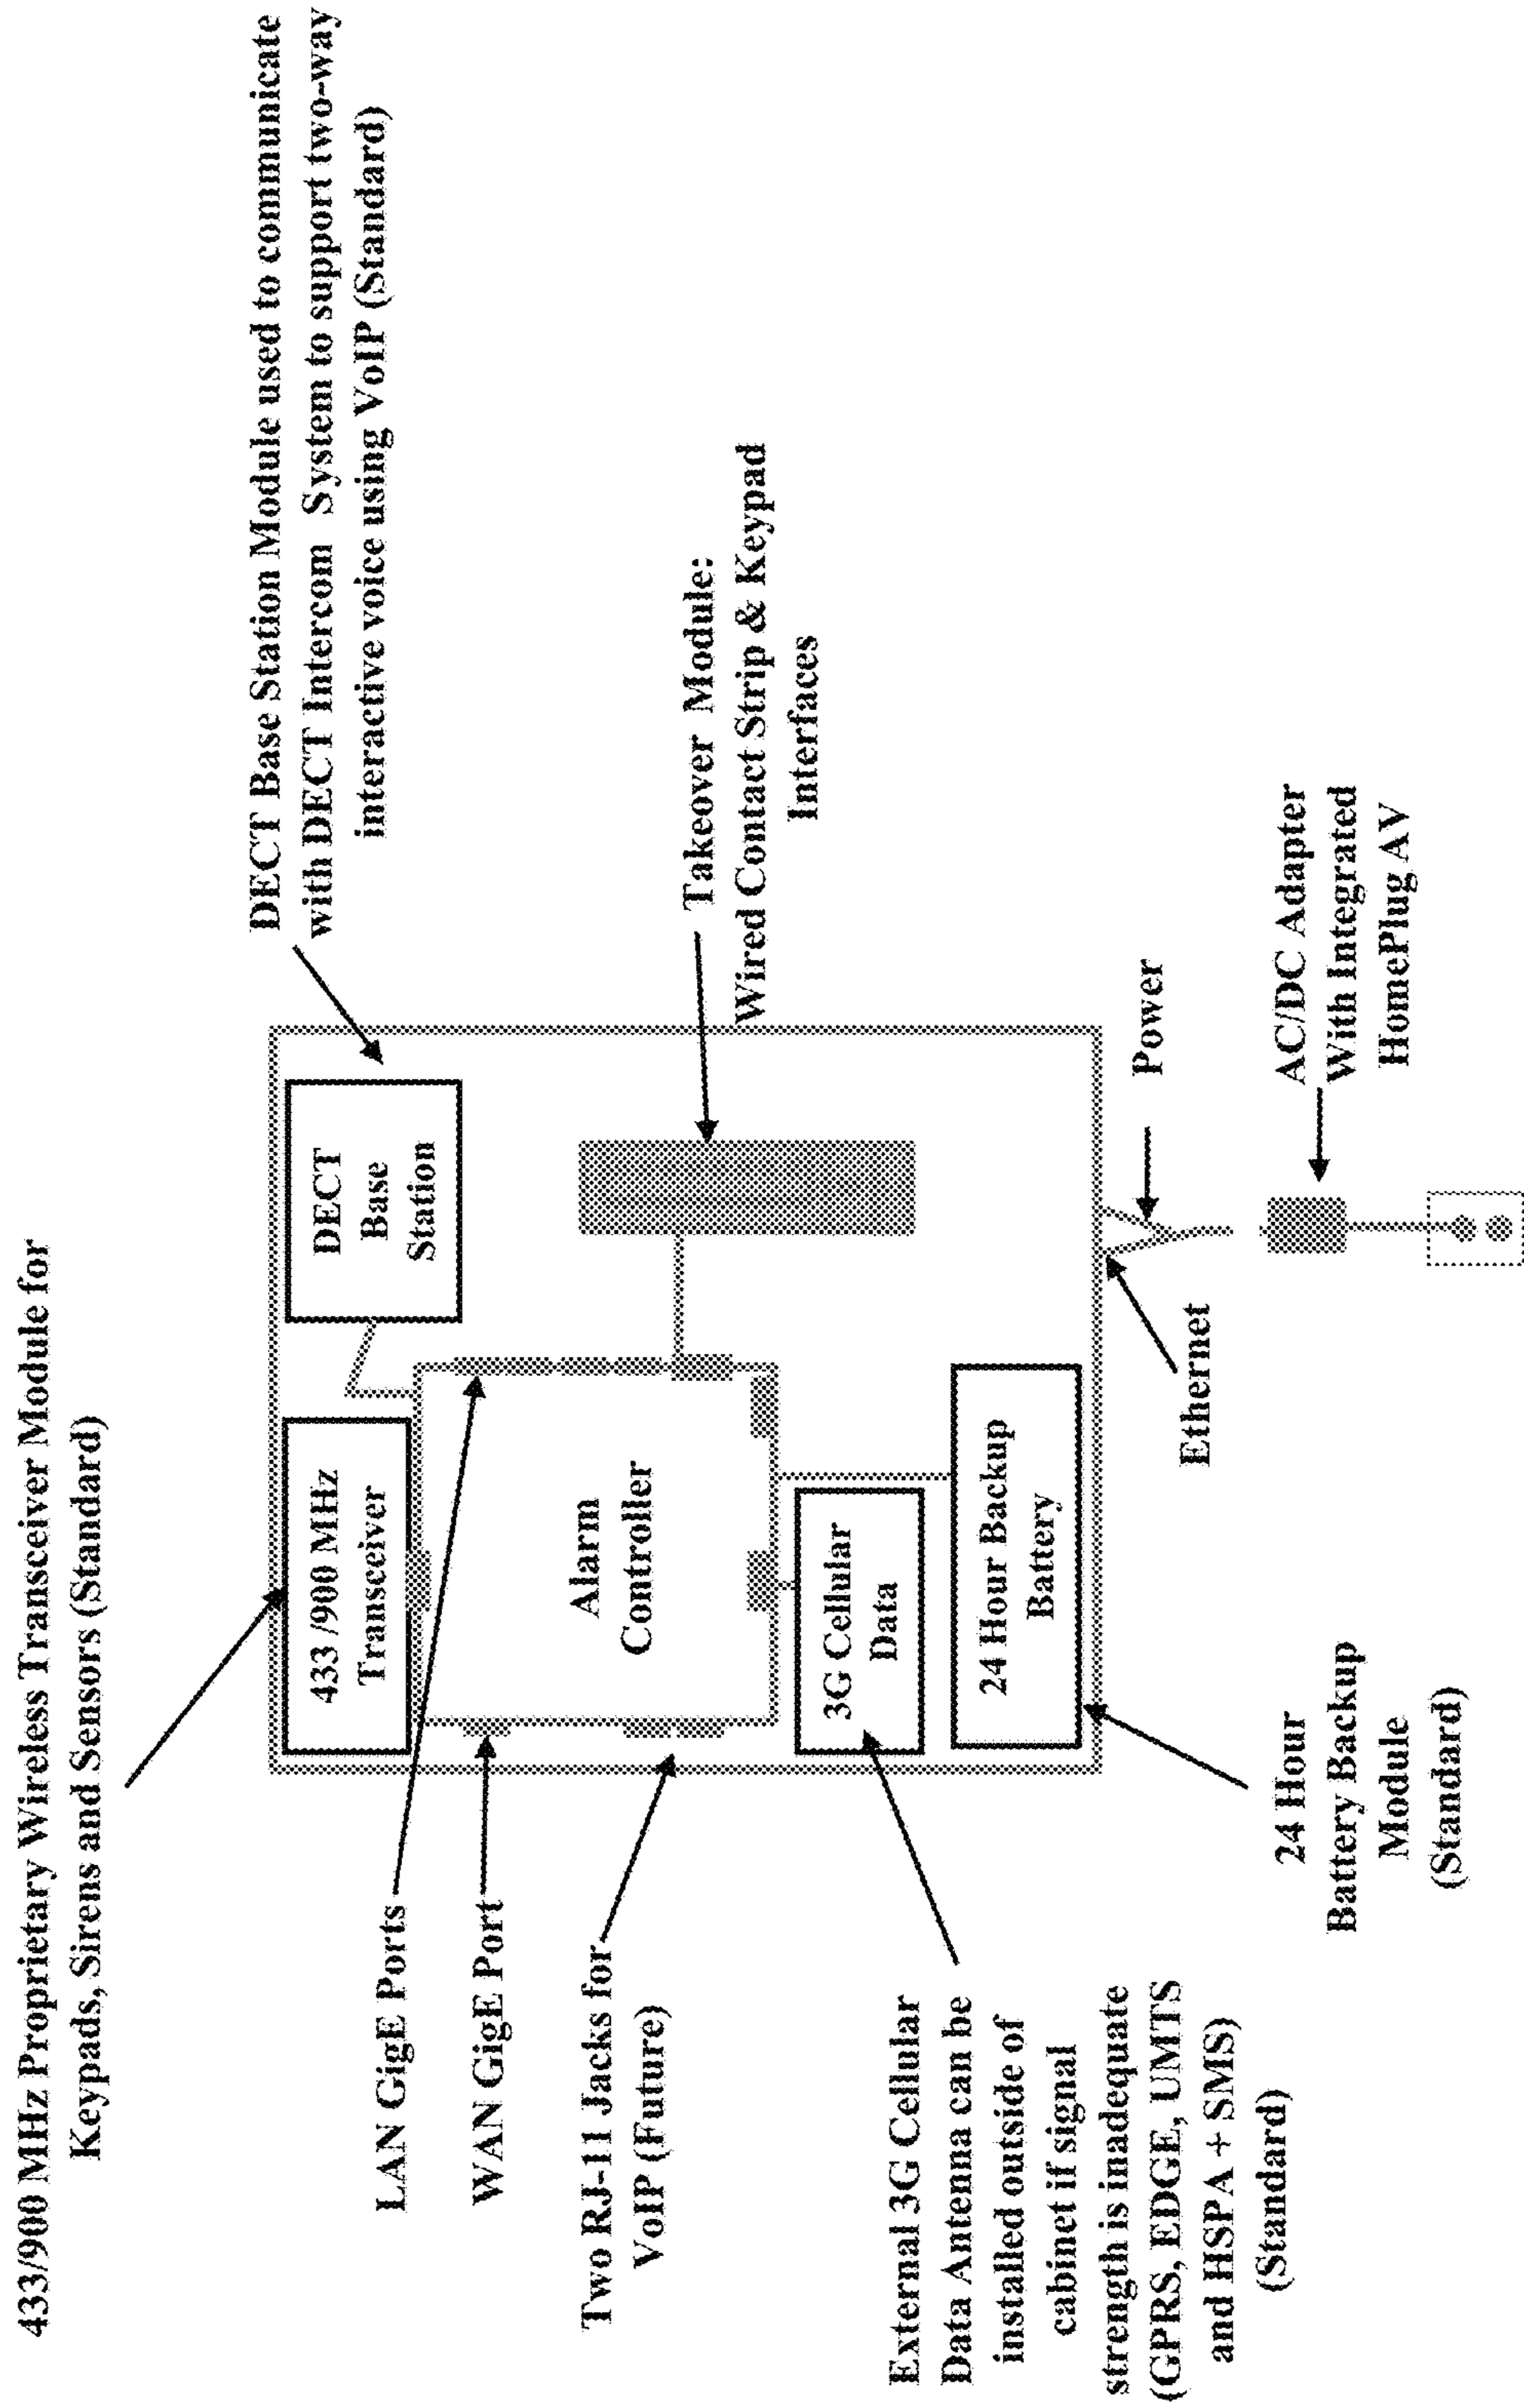 433/900 MHz Proprietary Wireless Transceiver Module for
Keypads, Sirens and Sensors (Standard)
DECT Base Station Module used to communicate
with DECT Intercom System to support two-way
interactive voice using VoIP (Standard)
LAN GigE Ports
WAN GigE Port
Two RJ-11 Jacks for
VoIP (Future)
External 3G Cellular
Data Antenna can be
installed outside of
cabinet if signal
strength is inadequate
(GPRS, EDGE, UMTS
and HSPA + SMS)
(Standard)
433 /900 MHz
Transceiver
DECT
Base
Station
Alarm
Controller
3G Cellular
Data
24 Hour Backup
Battery
Takeover Module:
Wired Contact Strip & Keypad
Interfaces
24 Hour
Battery Backup
Module
(Standard)
Ethernet
Power
AC/DC Adapter
With Integrated
HomePlug AV